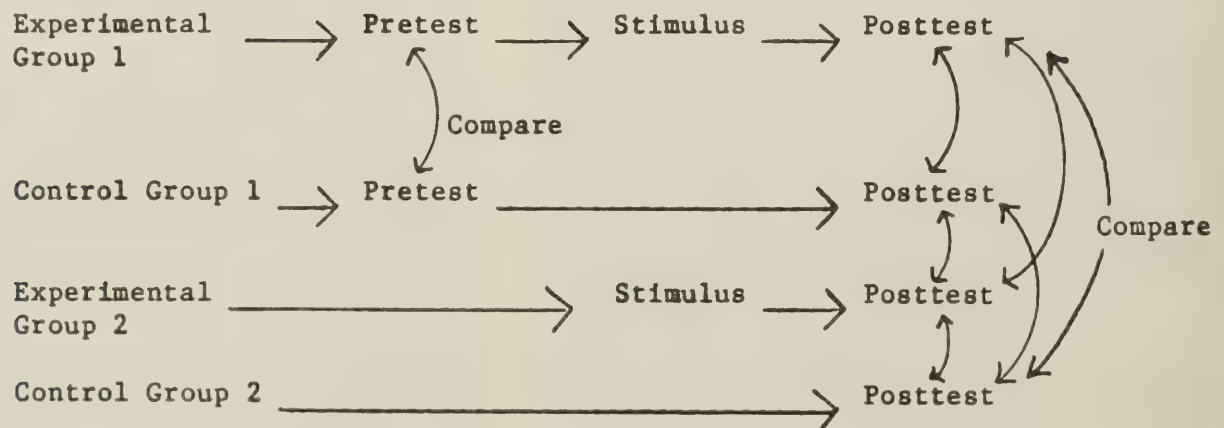 Experimental Group 1
Pretest
Stimulus
Posttest
Compare
Control Group 1
Pretest
Posttest
Compare
Experimental Group 2
Stimulus
Posttest
Control Group 2
Posttest